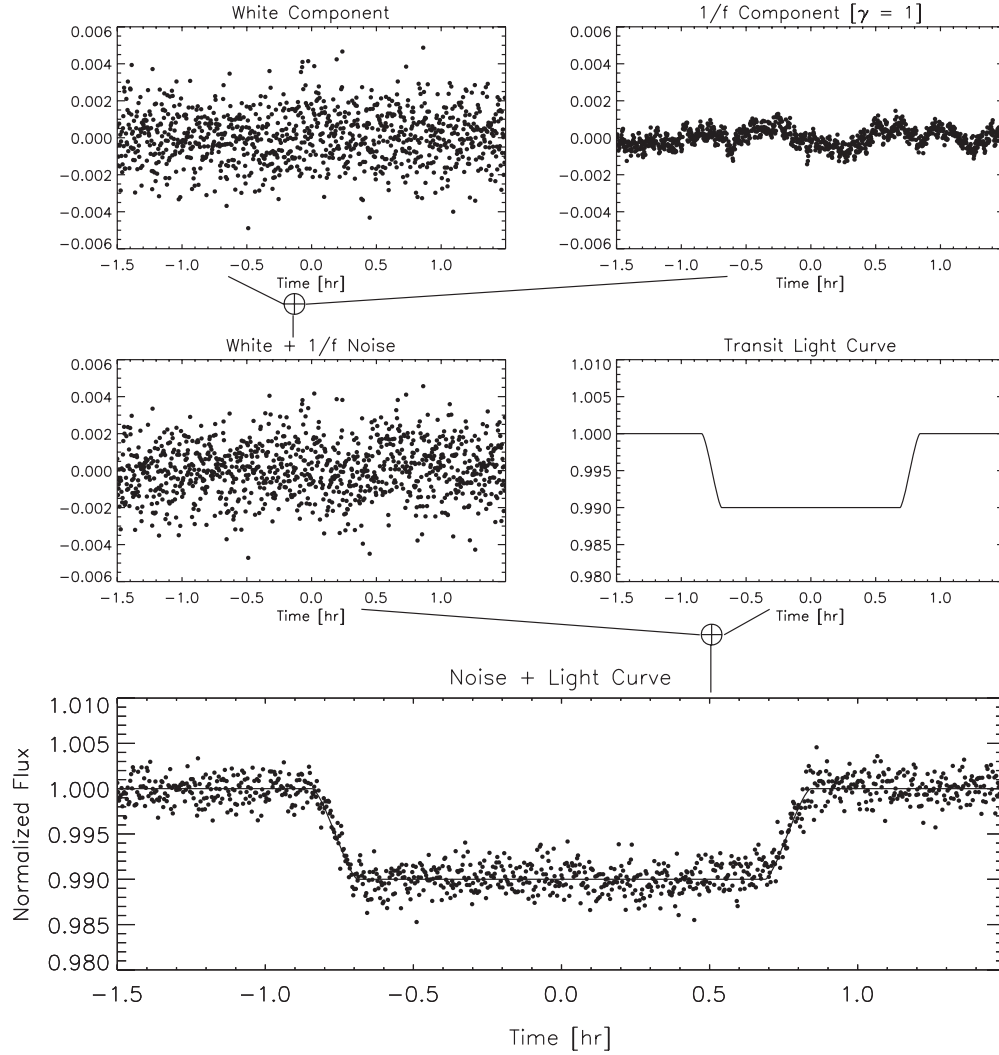 White Component
1/f Component [γ = 1]
0.006
0.004
0.002
0.000
−0.002
−0.004
−0.006
−1.5 −1.0 −0.5 0.0 0.5 1.0
Time [hr]
0.006
0.004
0.002
0.000
−0.002
−0.004
−0.006
−1.5 −1.0 −0.5 0.0 0.5 1.0
Time [hr]
White + 1/f Noise
Transit Light Curve
0.006
0.004
0.002
0.000
−0.002
−0.004
−0.006
−1.5 −1.0 −0.5 0.0 0.5 1.0
Time [hr]
1.010
1.005
1.000
0.995
0.990
0.985
0.980
−1.5 −1.0 −0.5 0.0 0.5 1.0
Time [hr]
Noise + Light Curve
Normalized Flux
1.010
1.005
1.000
0.995
0.990
0.985
0.980
−1.5 −1.0 −0.5 0.0 0.5 1.0
Time [hr]